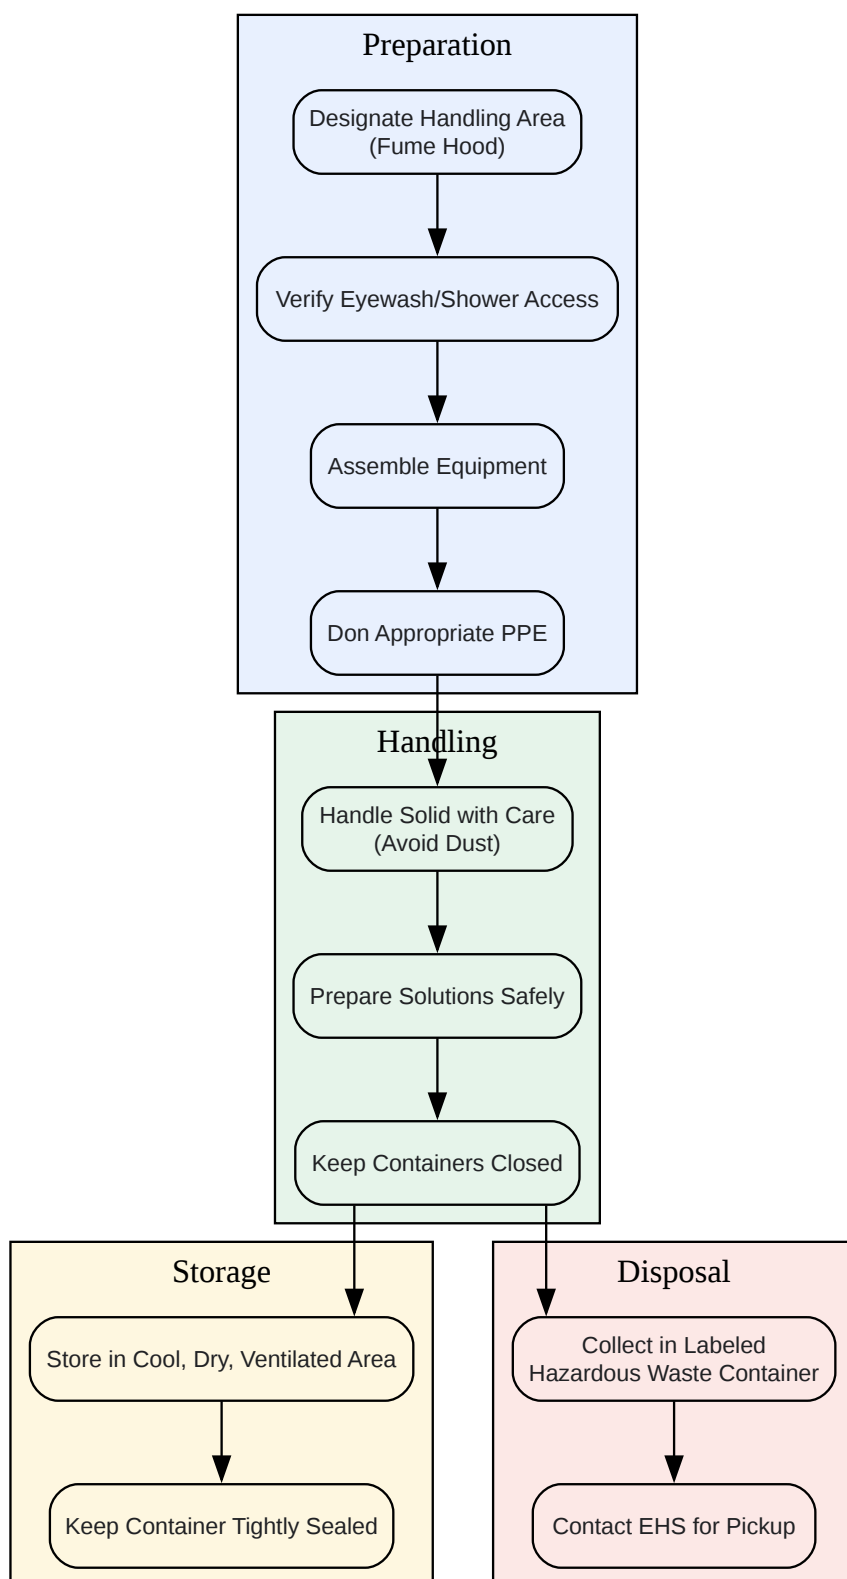 Preparation
Designate Handling Area
(Fume Hood)
Verify Eyewash/Shower Access
Assemble Equipment
Don Appropriate PPE
Handling
Handle Solid with Care
(Avoid Dust)
Prepare Solutions Safely
Keep Containers Closed
Storage
Store in Cool, Dry, Ventilated Area
Keep Container Tightly Sealed
Disposal
Collect in Labeled
Hazardous Waste Container
Contact EHS for Pickup